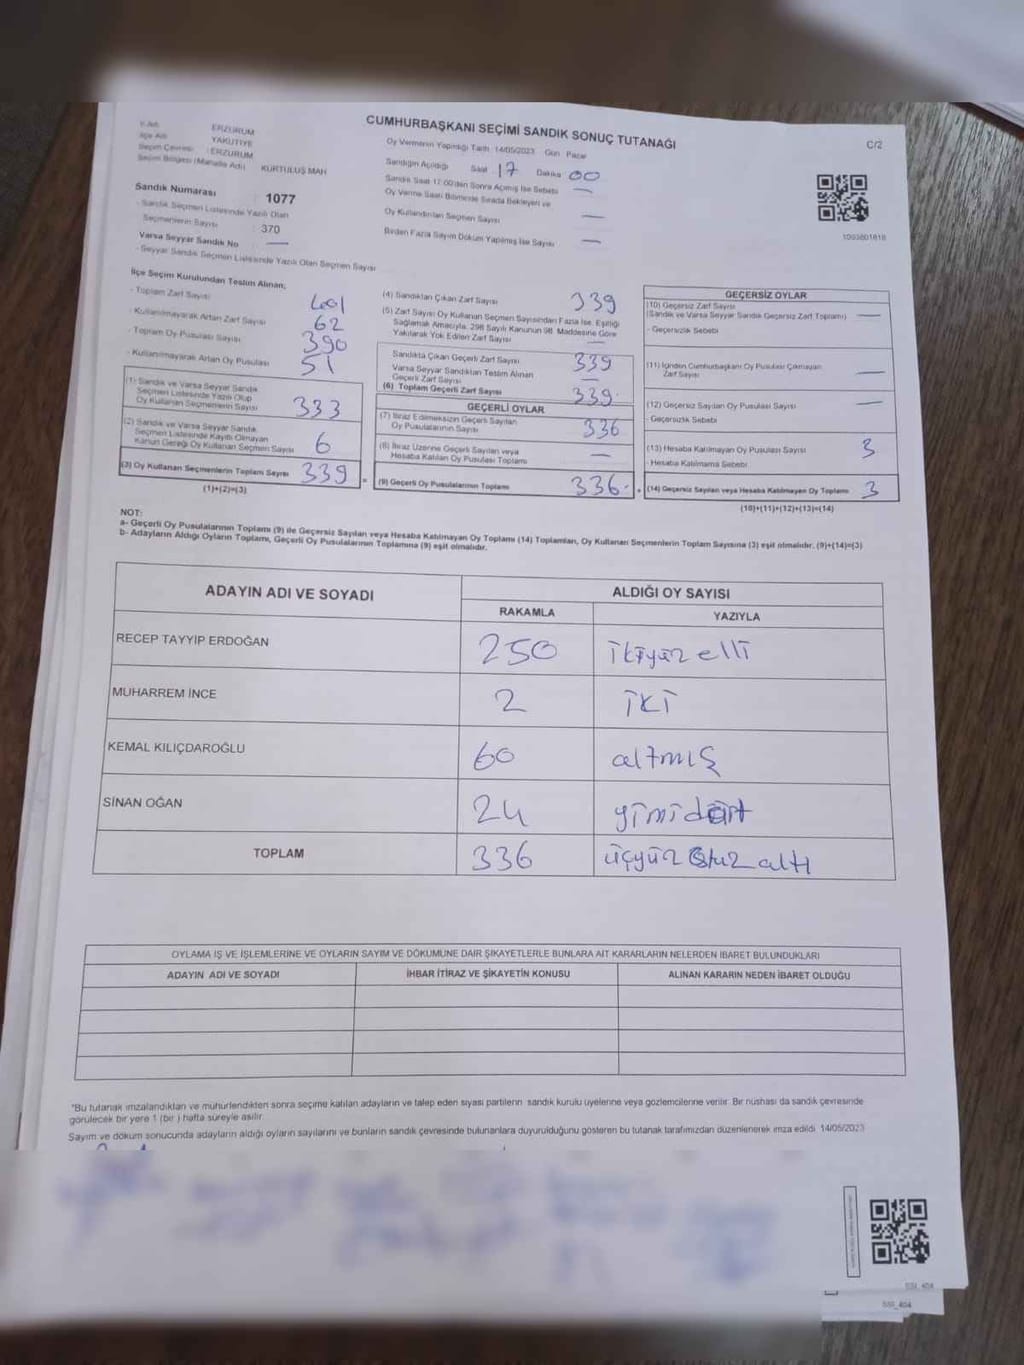 CUMHURBAŞKANI SEÇİMİ SANDIK SONUÇ TUTANAĞI
C/2
İli Adı ERZURUM
İlçe Adı YAKUTİYE
Seçim Çevresi : ERZURUM
Seçim Bölgesi (Mahalle Adı) KURTULUŞ MAH
Sandık Numarası 1077
- Sandık Seçmen Listesinde Yazılı Olan
Seçmenlerin Sayısı 370
Varsa Seyyar Sandık No —
- Seyyar Sandık Seçmen Listesinde Yazılı Olan Seçmen Sayısı
Oy Vermenin Yapıldığı Tarih 14/05/2023 Gün Pazar
Sandığın Açıldığı Saat 17 Dakika 00
Sandık Saat 17:00'den Sonra Açılmış İse Sebebi —
Oy Verme Saati Bitiminde Sırada Bekleyen ve
Oy Kullandırılan Seçmen Sayısı —
Birden Fazla Sayım Döküm Yapılmış İse Sayısı —
1003601618
İlçe Seçim Kurulundan Teslim Alınan;
- Toplam Zarf Sayısı 401
- Kullanılmayarak Artan Zarf Sayısı 62
- Toplam Oy Pusulası Sayısı 390
- Kullanılmayarak Artan Oy Pusulası 51
(1) Sandık ve Varsa Seyyar Sandık
Seçmen Listesinde Yazılı Olup
Oy Kullanan Seçmenlerin Sayısı 333
(2) Sandık ve Varsa Seyyar Sandık
Seçmen Listesinde Kayıtlı Olmayan
Kanun Gereği Oy Kullanan Seçmen Sayısı 6
(3) Oy Kullanan Seçmenlerin Toplam Sayısı 339
(1)+(2)=(3)
(4) Sandıktan Çıkan Zarf Sayısı 339
(5) Zarf Sayısı Oy Kullanan Seçmen Sayısından Fazla İse, Eşitliği
Sağlamak Amacıyla, 298 Sayılı Kanunun 98. Maddesine Göre
Yakılarak Yok Edilen Zarf Sayısı —
Sandıkta Çıkan Geçerli Zarf Sayısı 339
Varsa Seyyar Sandıktan Teslim Alınan
Geçerli Zarf Sayısı —
(6) Toplam Geçerli Zarf Sayısı 339
GEÇERLİ OYLAR
(7) İtiraz Edilmeksizin Geçerli Sayılan
Oy Pusulalarının Sayısı 336
(8) İtiraz Üzerine Geçerli Sayılan veya
Hesaba Katılan Oy Pusulası Toplamı —
(9) Geçerli Oy Pusulalarının Toplamı 336
GEÇERSİZ OYLAR
(10) Geçersiz Zarf Sayısı
(Sandık ve Varsa Seyyar Sandık Geçersiz Zarf Toplamı) —
- Geçersizlik Sebebi
(11) İçinden Cumhurbaşkanı Oy Pusulası Çıkmayan
Zarf Sayısı —
(12) Geçersiz Sayılan Oy Pusulası Sayısı —
- Geçersizlik Sebebi
(13) Hesaba Katılmayan Oy Pusulası Sayısı 3
- Hesaba Katılmama Sebebi
(14) Geçersiz Sayılan veya Hesaba Katılmayan Oy Toplamı 3
(10)+(11)+(12)+(13)=(14)
NOT:
a- Geçerli Oy Pusulalarının Toplamı (9) ile Geçersiz Sayılan veya Hesaba Katılmayan Oy Toplamı (14) Toplamları, Oy Kullanan Seçmenlerin Toplam Sayısına (3) eşit olmalıdır. (9)+(14)=(3)
b- Adayların Aldığı Oyların Toplamı, Geçerli Oy Pusulalarının Toplamına (9) eşit olmalıdır.
ADAYIN ADI VE SOYADI ALDIĞI OY SAYISI
RAKAMLA YAZIYLA
RECEP TAYYİP ERDOĞAN 250 ikiyüz elli
MUHARREM İNCE 2 iki
KEMAL KILIÇDAROĞLU 60 altmış
SİNAN OĞAN 24 yimidört
TOPLAM 336 üçyüz otuz altı
OYLAMA İŞ VE İŞLEMLERİNE VE OYLARIN SAYIM VE DÖKÜMÜNE DAİR ŞİKAYETLERLE BUNLARA AİT KARARLARIN NELERDEN İBARET BULUNDUKLARI
ADAYIN ADI VE SOYADI İHBAR İTİRAZ VE ŞİKAYETİN KONUSU ALINAN KARARIN NEDEN İBARET OLDUĞU
*Bu tutanak imzalandıktan ve mühürlendikten sonra seçime katılan adayların ve talep eden siyasi partilerin sandık kurulu üyelerine veya gözlemcilerine verilir. Bir nüshası da sandık çevresinde
görülecek bir yere 1 (bir ) hafta süreyle asılır.
Sayım ve döküm sonucunda adayların aldığı oyların sayılarını ve bunların sandık çevresinde bulunanlara duyurulduğunu gösteren bu tutanak tarafımızdan düzenlenerek imza edildi. 14/05/2023
SSI_404
SSI_404